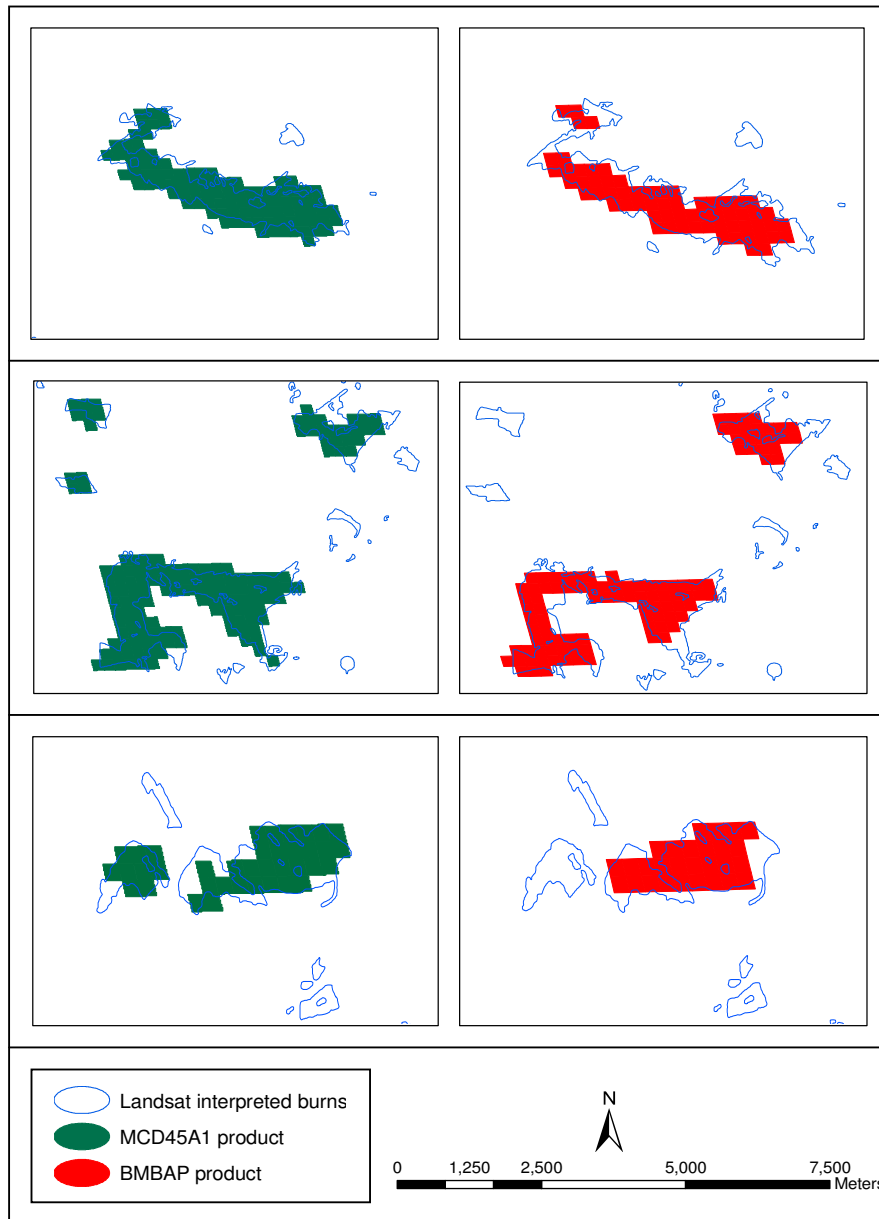 Landsat interpreted burns
MCD45A1 product
BMBAP product
N
0 1,250 2,500 5,000 7,500
Meters